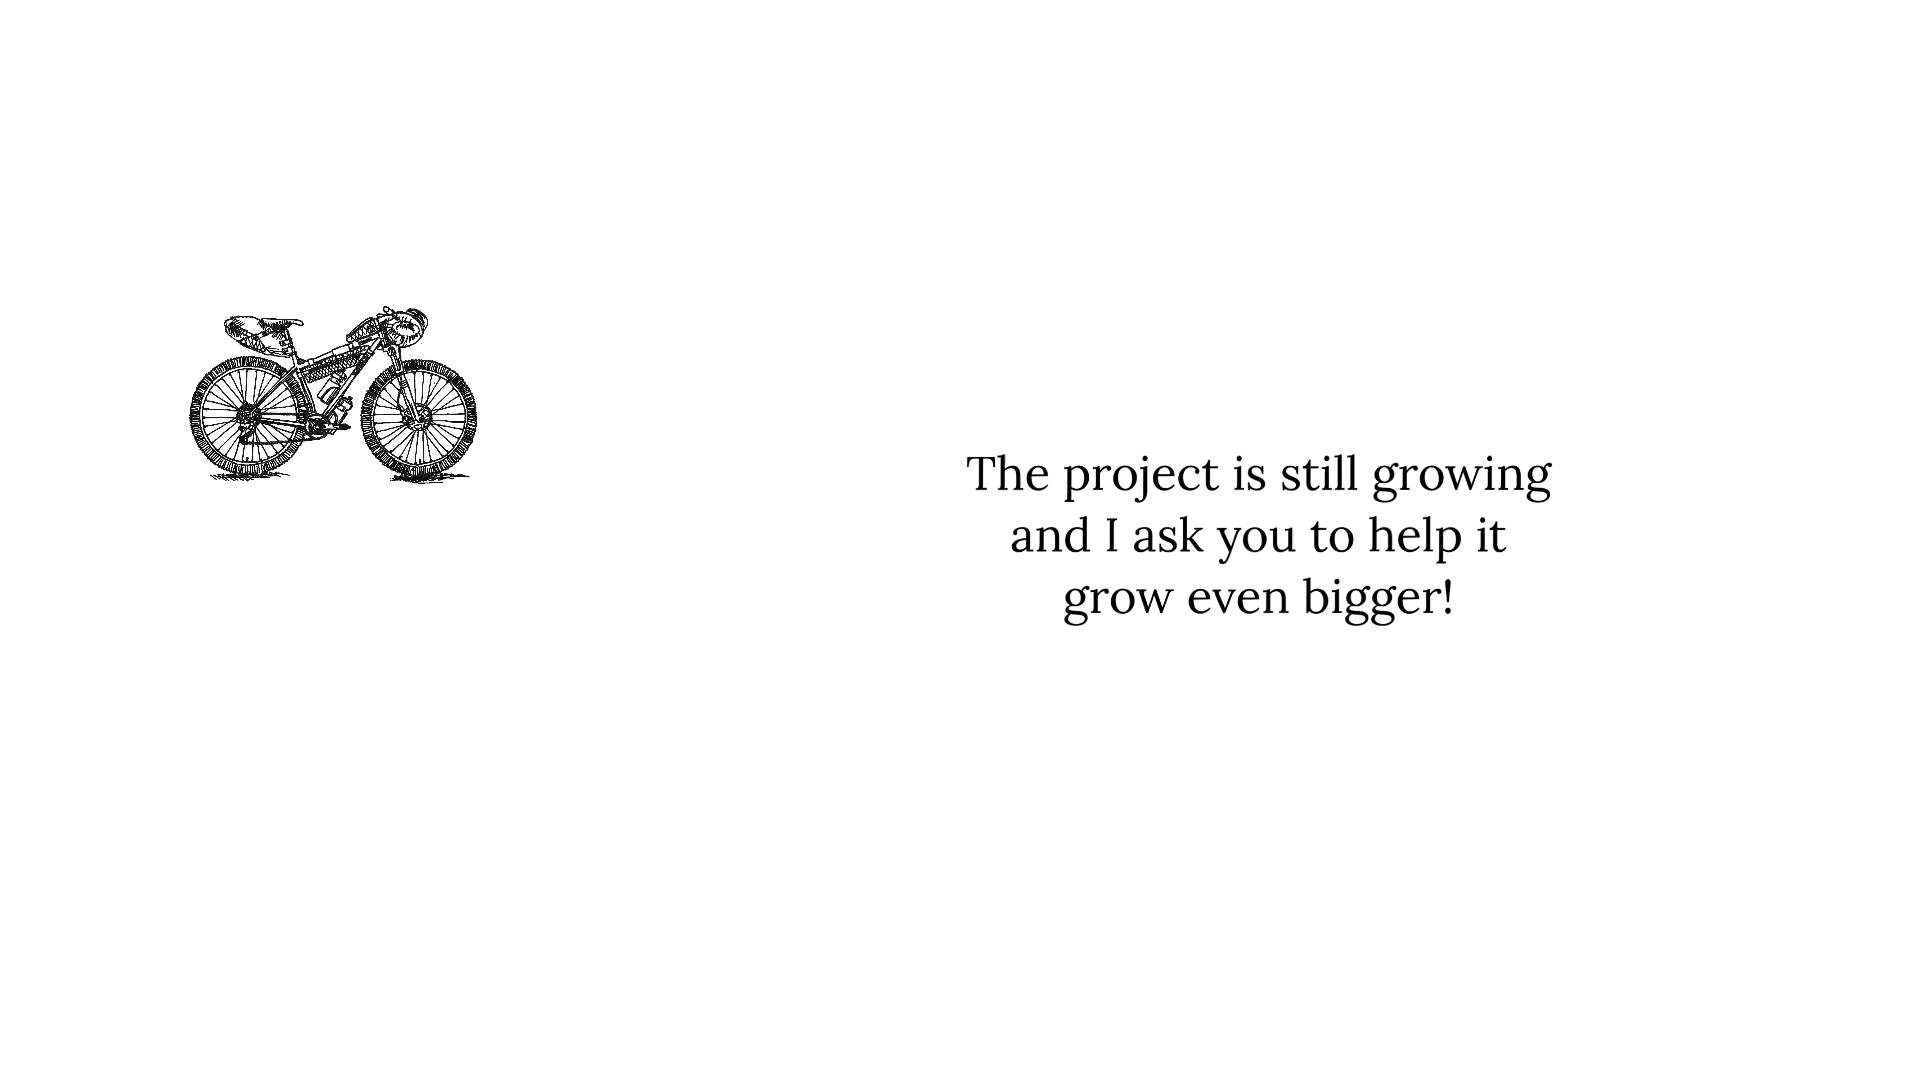 The project is still growing
and I ask you to help it
grow even bigger!